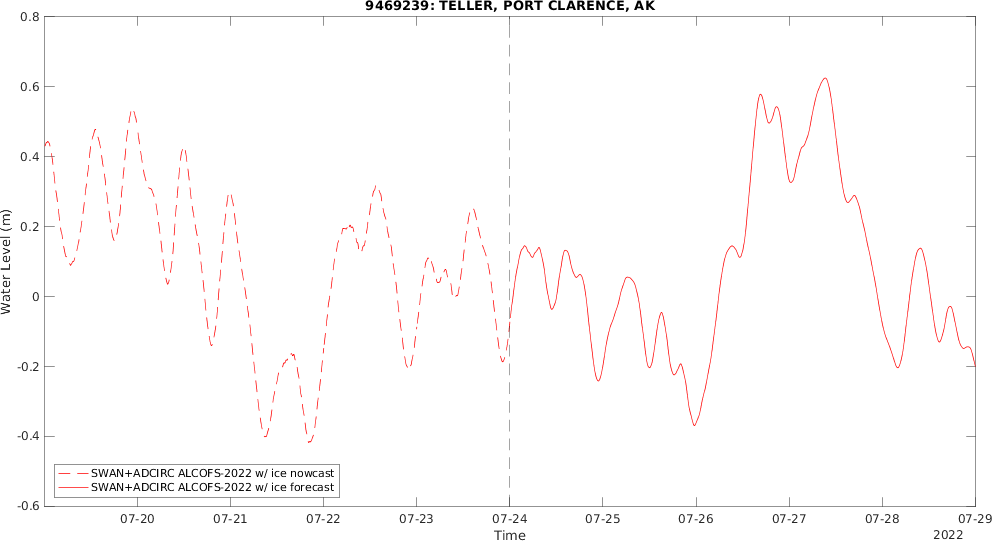 9469239: TELLER, PORT CLARENCE, AK
0.8
0.6
0.4
0.2
0
-0.2
-0.4
-0.6
Water Level (m)
SWAN+ADCIRC ALCOFS-2022 w/ ice nowcast
SWAN+ADCIRC ALCOFS-2022 w/ ice forecast
07-20 07-21 07-22 07-23 07-24 07-25 07-26 07-27 07-28 07-29
Time
2022